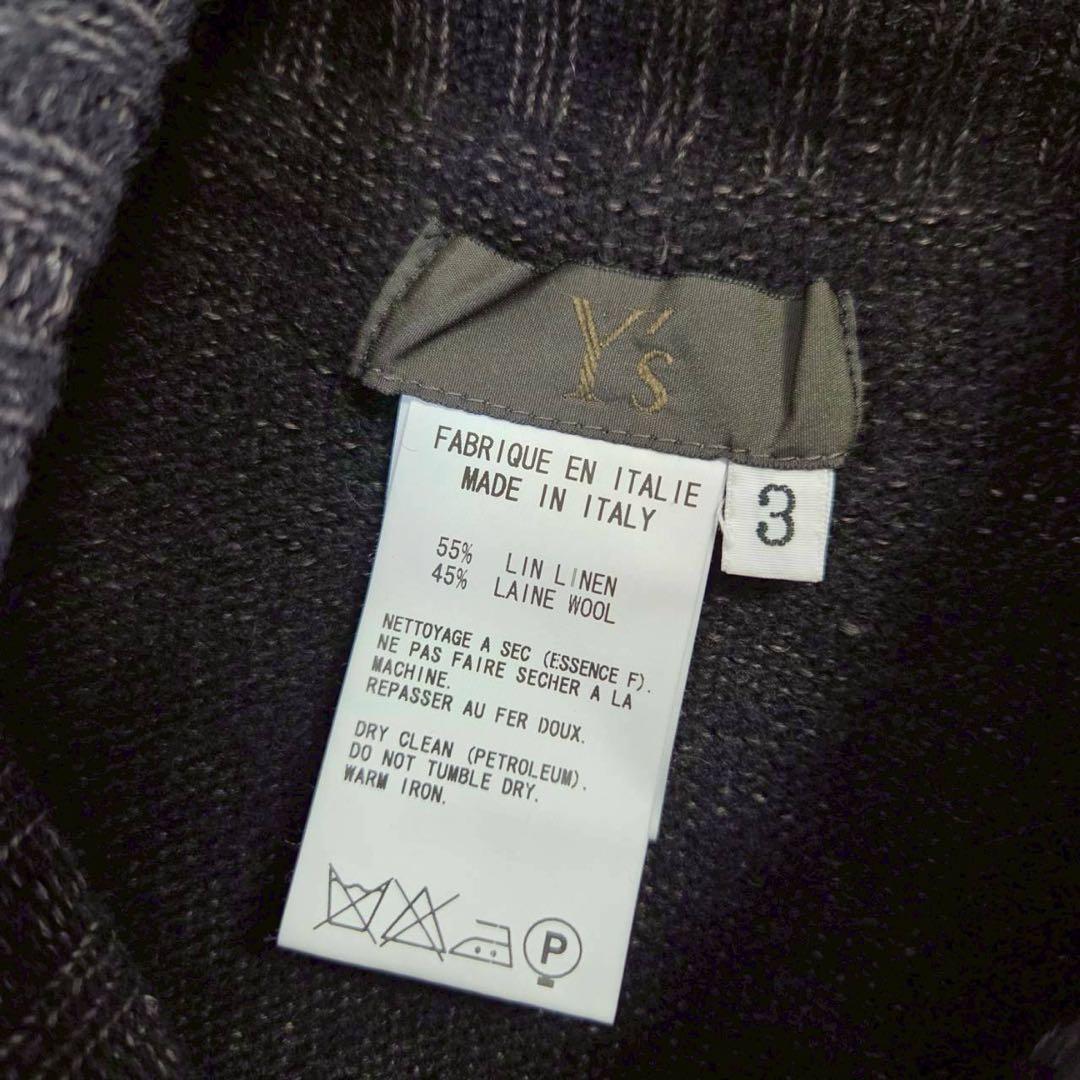 Y's
FABRIQUE EN ITALIE
MADE IN ITALY
3
55% LIN LINEN
45% LAINE WOOL
NETTOYAGE A SEC (ESSENCE F).
NE PAS FAIRE SECHER A LA
MACHINE.
REPASSER AU FER DOUX.
DRY CLEAN (PETROLEUM).
DO NOT TUMBLE DRY.
WARM IRON.
P